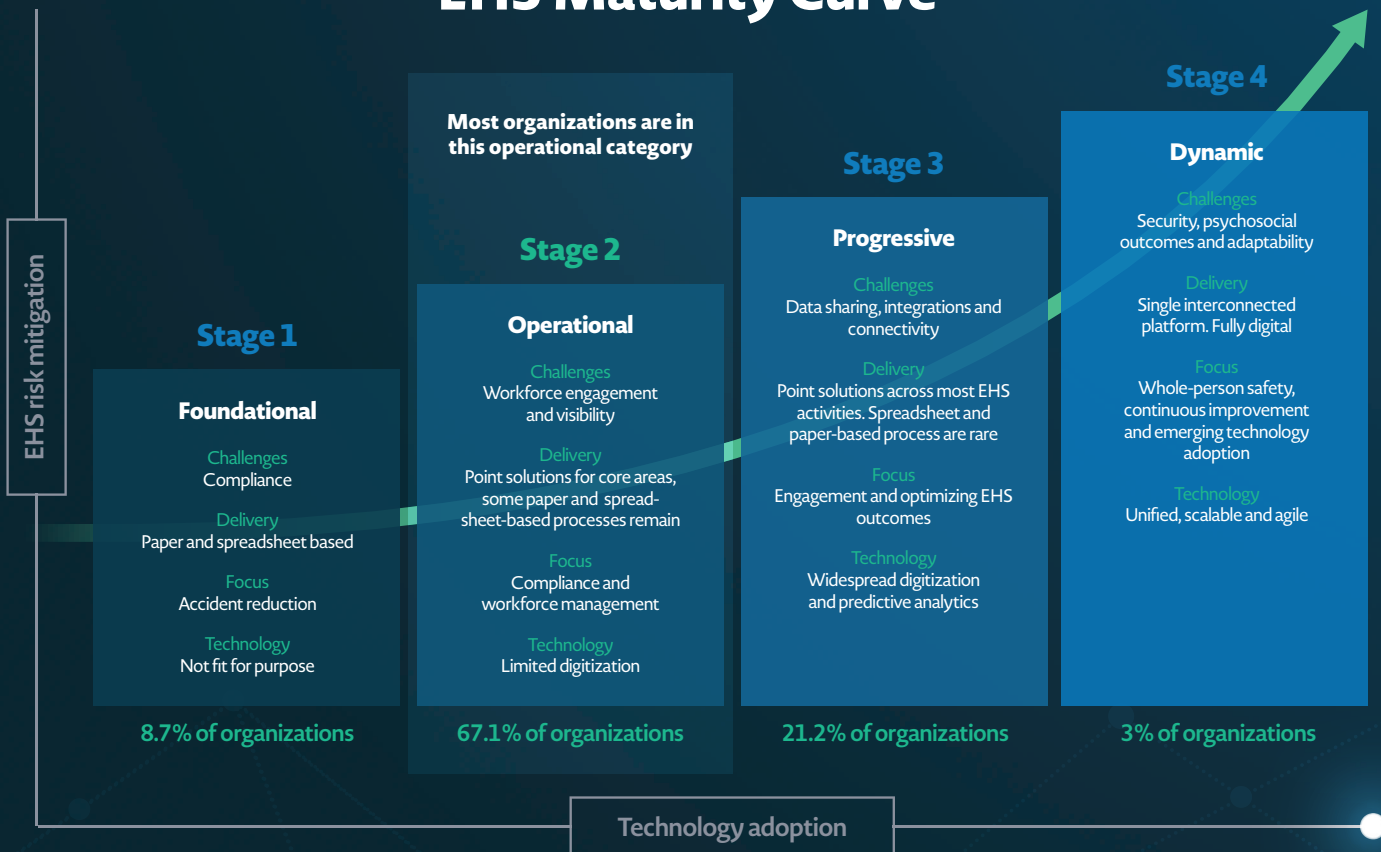 EHS Maturity Curve
EHS risk mitigation
Stage 1
Foundational
Challenges
Compliance
Delivery
Paper and spreadsheet based
Focus
Accident reduction
Technology
Not fit for purpose
8.7% of organizations
Most organizations are in
this operational category
Stage 2
Operational
Challenges
Workforce engagement
and visibility
Delivery
Point solutions for core areas,
some paper and spread-
sheet-based processes remain
Focus
Compliance and
workforce management
Technology
Limited digitization
67.1% of organizations
Stage 3
Progressive
Challenges
Data sharing, integrations and
connectivity
Delivery
Point solutions across most EHS
activities. Spreadsheet and
paper-based process are rare
Focus
Engagement and optimizing EHS
outcomes
Technology
Widespread digitization
and predictive analytics
21.2% of organizations
Stage 4
Dynamic
Challenges
Security, psychosocial
outcomes and adaptability
Delivery
Single interconnected
platform. Fully digital
Focus
Whole-person safety,
continuous improvement
and emerging technology
adoption
Technology
Unified, scalable and agile
3% of organizations
Technology adoption